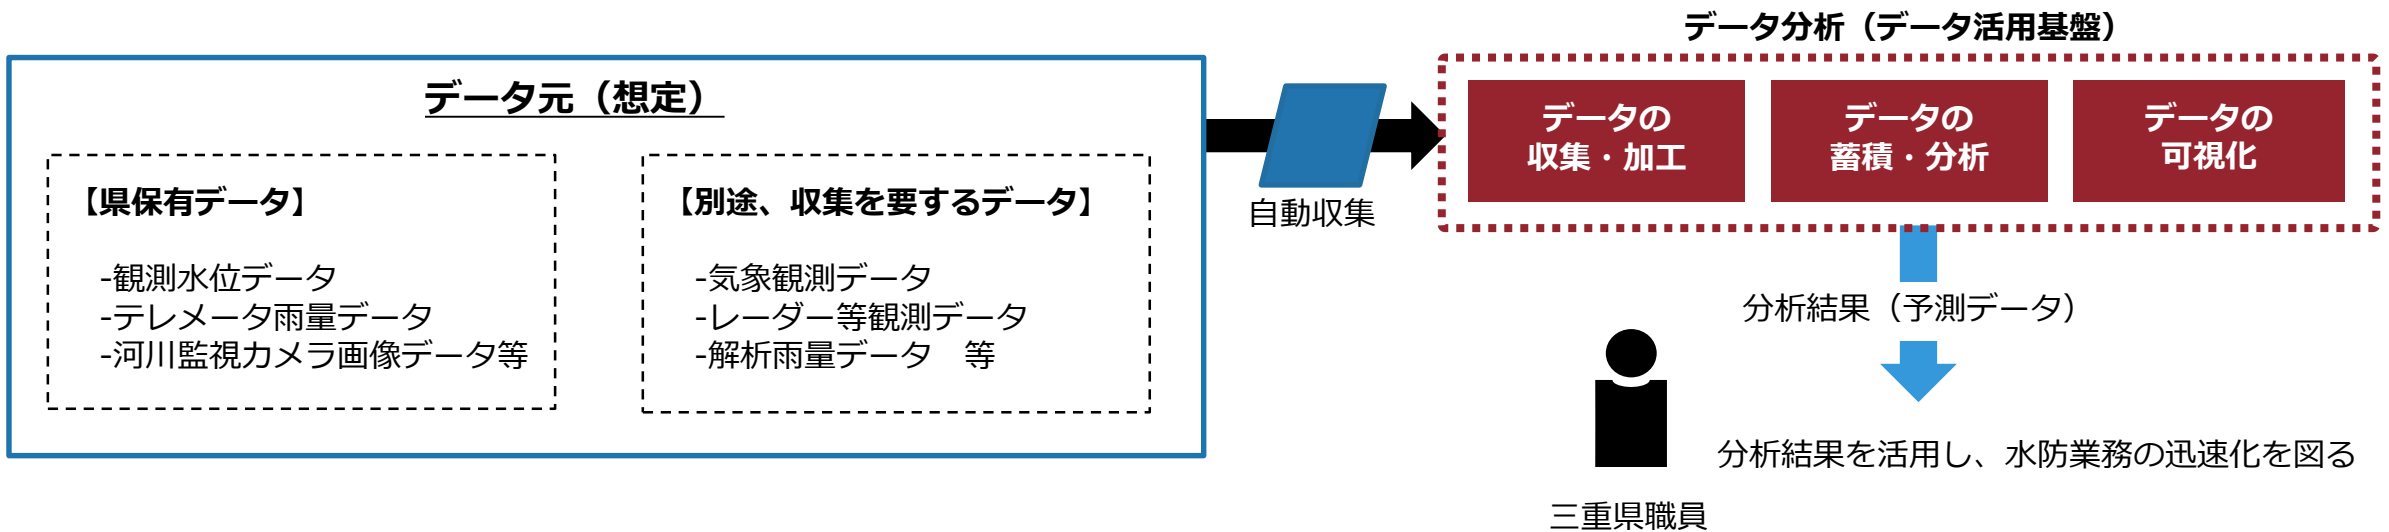 データ元（想定）
【県保有データ】
-観測水位データ
-テレメータ雨量データ
-河川監視カメラ画像データ等
【別途、収集を要するデータ】
-気象観測データ
-レーダー等観測データ
-解析雨量データ　等
自動収集
データ分析（データ活用基盤）
データの
収集・加工
データの
蓄積・分析
データの
可視化
分析結果（予測データ）
分析結果を活用し、水防業務の迅速化を図る
三重県職員